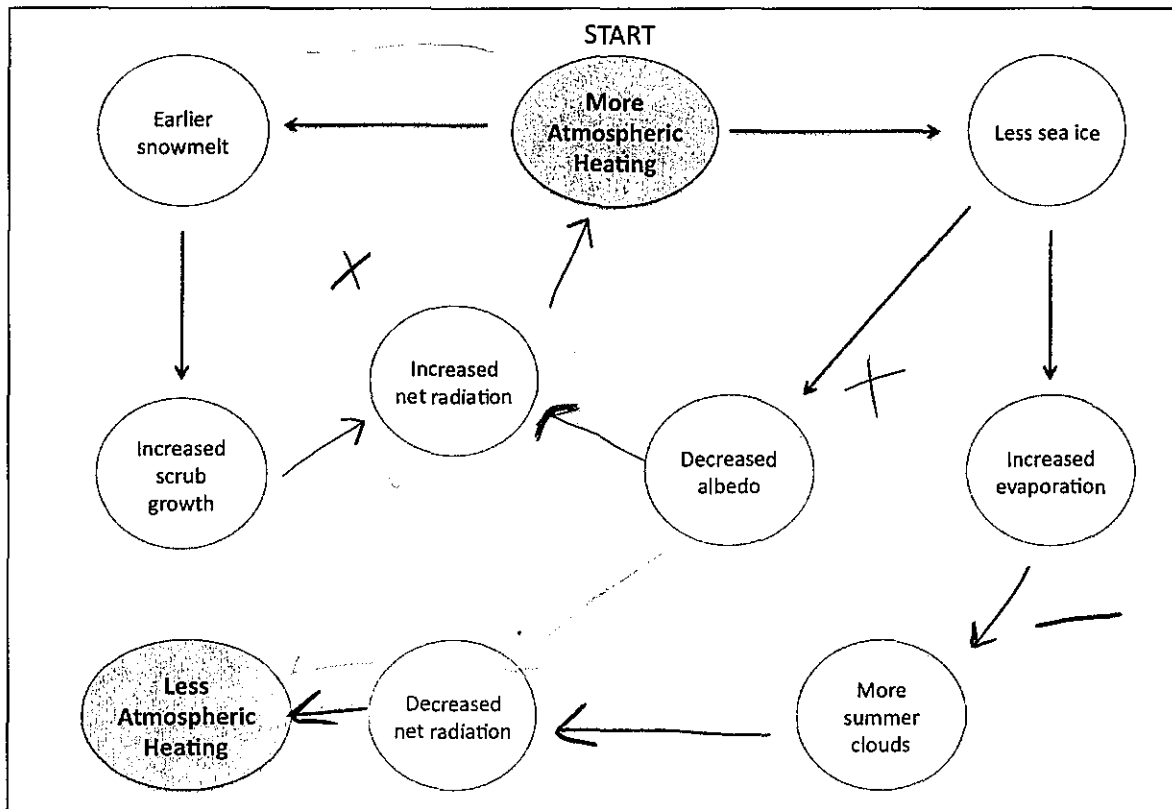 START
More
Atmospheric
Heating
Earlier
snowmelt
Less sea ice
Increased
net radiation
Increased
scrub
growth
Decreased
albedo
Increased
evaporation
Less
Atmospheric
Heating
Decreased
net radiation
More
summer
clouds